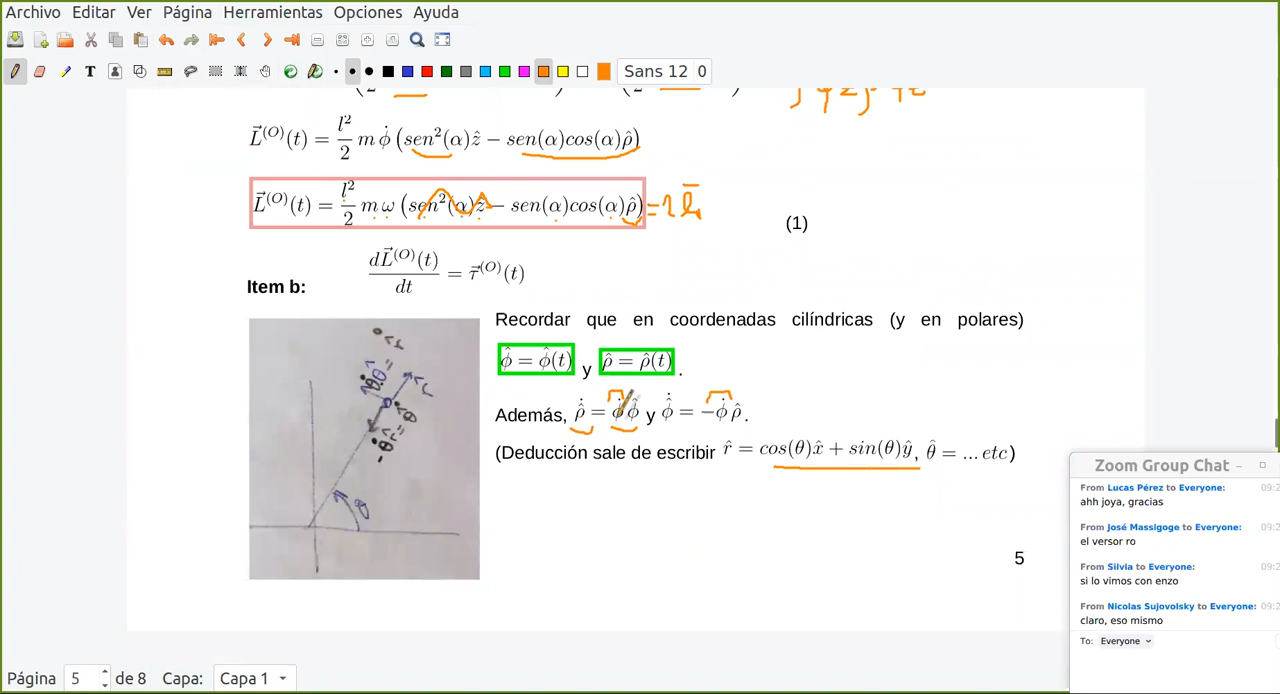 Archivo Editar Ver Página Herramientas Opciones Ayuda
Sans 12 0
L⃗^(O)(t) = l²/2 m φ̇ (sen²(α)ẑ − sen(α)cos(α)ρ̂)
L⃗^(O)(t) = l²/2 m ω (sen²(α)ẑ − sen(α)cos(α)ρ̂)
(1)
Item b: dL⃗^(O)(t)/dt = τ⃗^(O)(t)
Recordar que en coordenadas cilíndricas (y en polares)
φ̂ = φ̂(t) y ρ̂ = ρ̂(t) .
Además, ρ̂̇ = φ̇φ̂ y φ̂̇ = −φ̇ρ̂.
(Deducción sale de escribir r̂ = cos(θ)x̂ + sin(θ)ŷ, θ̂ = ... etc)
5
Zoom Group Chat
From Lucas Pérez to Everyone:
ahh joya, gracias
From José Massigoge to Everyone:
el versor ro
From Silvia to Everyone:
si lo vimos con enzo
From Nicolas Sujovolsky to Everyone:
claro, eso mismo
To: Everyone
Página 5 de 8 Capa: Capa 1